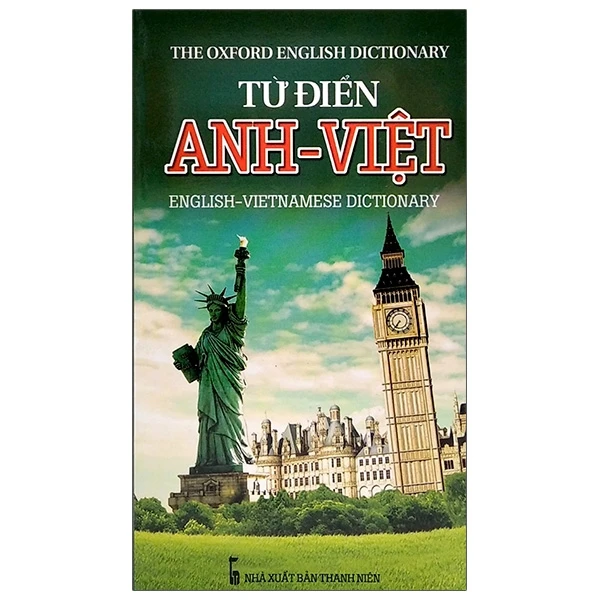 THE OXFORD ENGLISH DICTIONARY
TỪ ĐIỂN
ANH-VIỆT
ENGLISH-VIETNAMESE DICTIONARY
NHÀ XUẤT BẢN THANH NIÊN